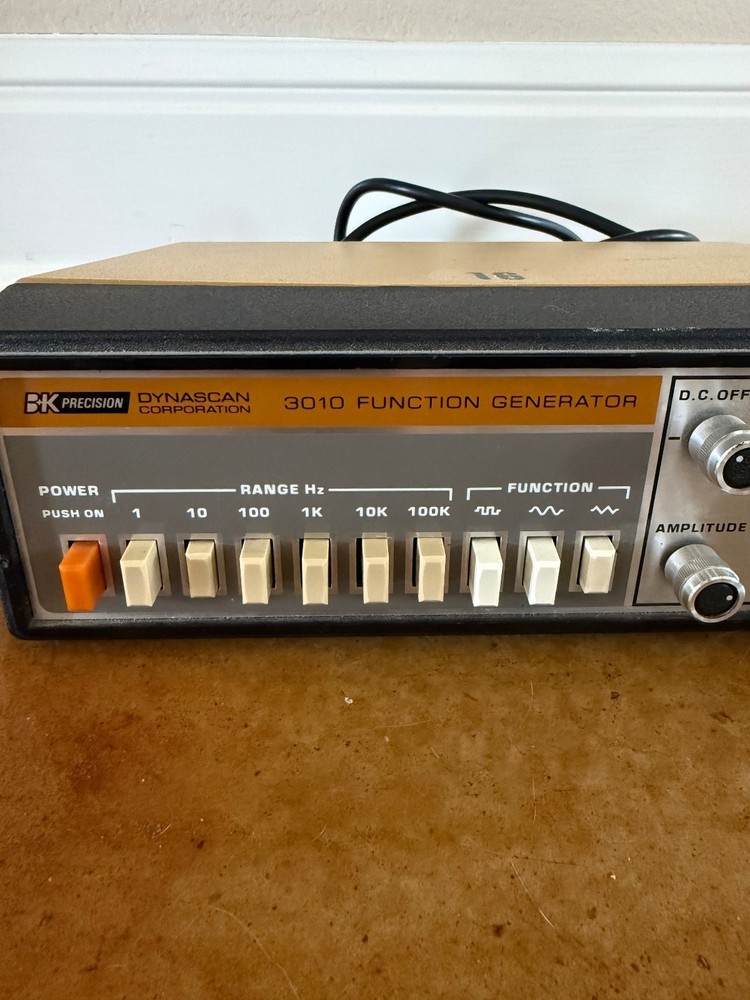 16
B+K PRECISION DYNASCAN CORPORATION 3010 FUNCTION GENERATOR
D.C. OFF
POWER RANGE Hz FUNCTION
PUSH ON 1 10 100 1K 10K 100K
AMPLITUDE